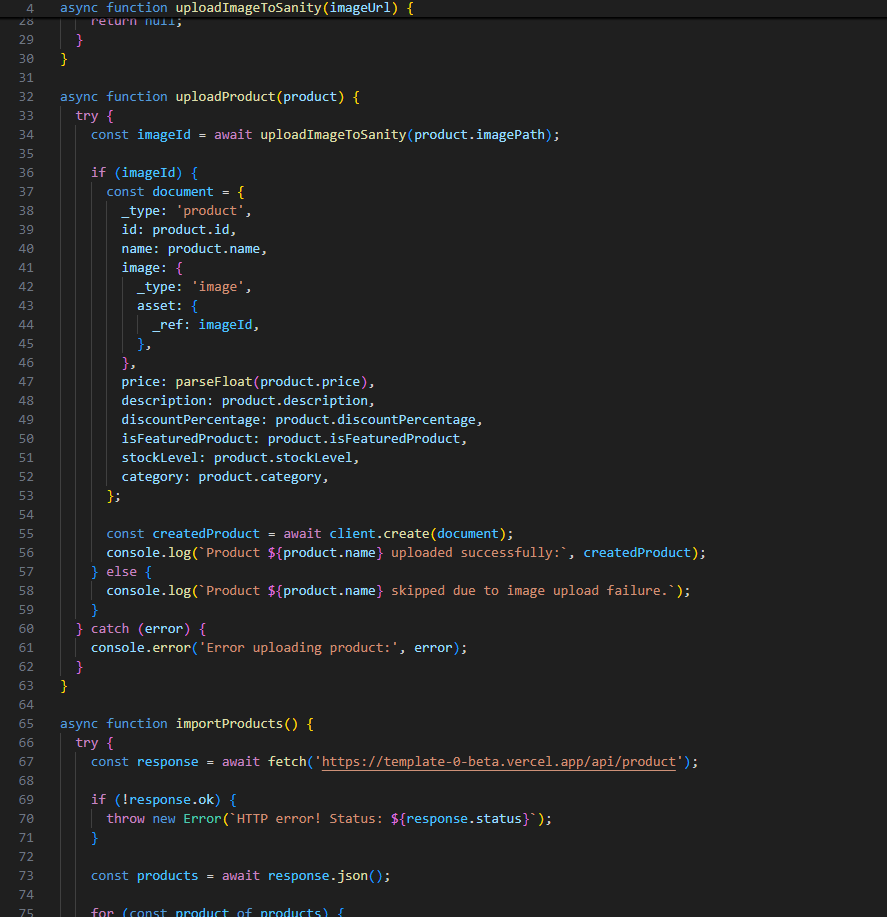 4 async function uploadImageToSanity(imageUrl) {
28 return null;
29 }
30 }
31
32 async function uploadProduct(product) {
33 try {
34 const imageId = await uploadImageToSanity(product.imagePath);
35
36 if (imageId) {
37 const document = {
38 _type: 'product',
39 id: product.id,
40 name: product.name,
41 image: {
42 _type: 'image',
43 asset: {
44 _ref: imageId,
45 },
46 },
47 price: parseFloat(product.price),
48 description: product.description,
49 discountPercentage: product.discountPercentage,
50 isFeaturedProduct: product.isFeaturedProduct,
51 stockLevel: product.stockLevel,
52 category: product.category,
53 };
54
55 const createdProduct = await client.create(document);
56 console.log(`Product ${product.name} uploaded successfully:`, createdProduct);
57 } else {
58 console.log(`Product ${product.name} skipped due to image upload failure.`);
59 }
60 } catch (error) {
61 console.error('Error uploading product:', error);
62 }
63 }
64
65 async function importProducts() {
66 try {
67 const response = await fetch('https://template-0-beta.vercel.app/api/product');
68
69 if (!response.ok) {
70 throw new Error(`HTTP error! Status: ${response.status}`);
71 }
72
73 const products = await response.json();
74
75 for (const product of products) {